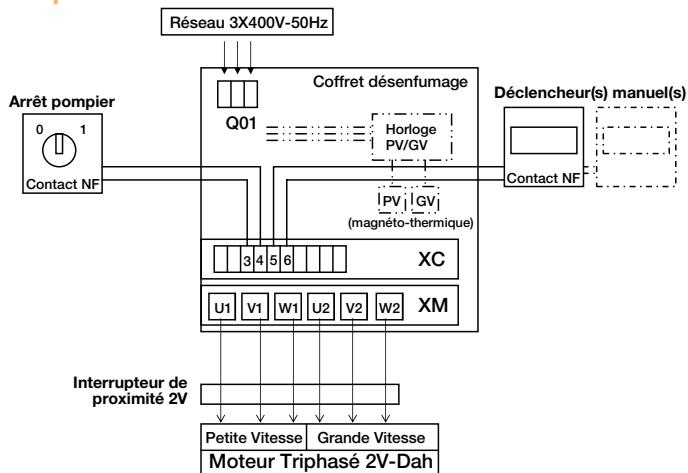 Réseau 3X400V-50Hz
Coffret désenfumage
Arrêt pompier
0 1
Contact NF
Q01
Horloge
PV/GV
PV GV
(magnéto-thermique)
Déclencheur(s) manuel(s)
Contact NF
3 4 5 6
XC
U1 V1 W1 U2 V2 W2
XM
Interrupteur de
proximité 2V
Petite Vitesse Grande Vitesse
Moteur Triphasé 2V-Dah